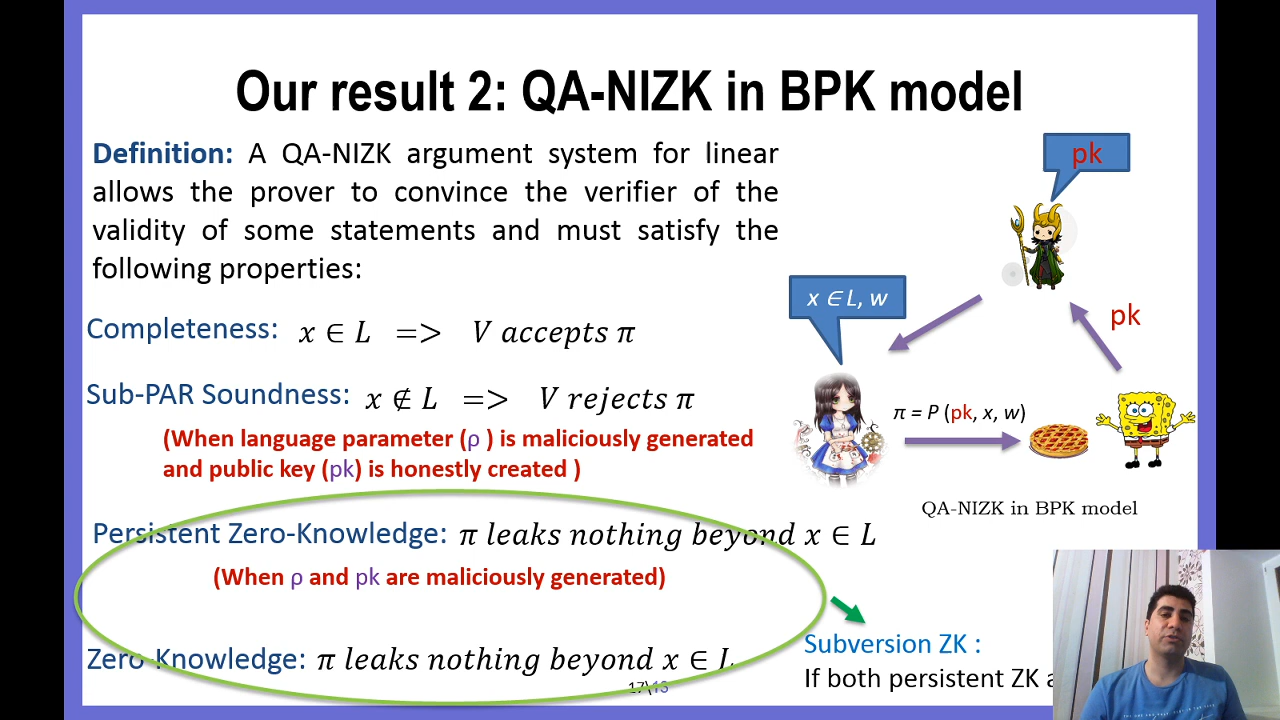 Our result 2: QA-NIZK in BPK model
Definition: A QA-NIZK argument system for linear
allows the prover to convince the verifier of the
validity of some statements and must satisfy the
following properties:
Completeness: x ∈ L => V accepts π
Sub-PAR Soundness: x ∉ L => V rejects π
(When language parameter (ρ ) is maliciously generated
and public key (pk) is honestly created )
Persistent Zero-Knowledge: π leaks nothing beyond x ∈ L
(When ρ and pk are maliciously generated)
Zero-Knowledge: π leaks nothing beyond x ∈ L
pk
x ∈ L, w
pk
π = P (pk, x, w)
QA-NIZK in BPK model
Subversion ZK :
If both persistent ZK a